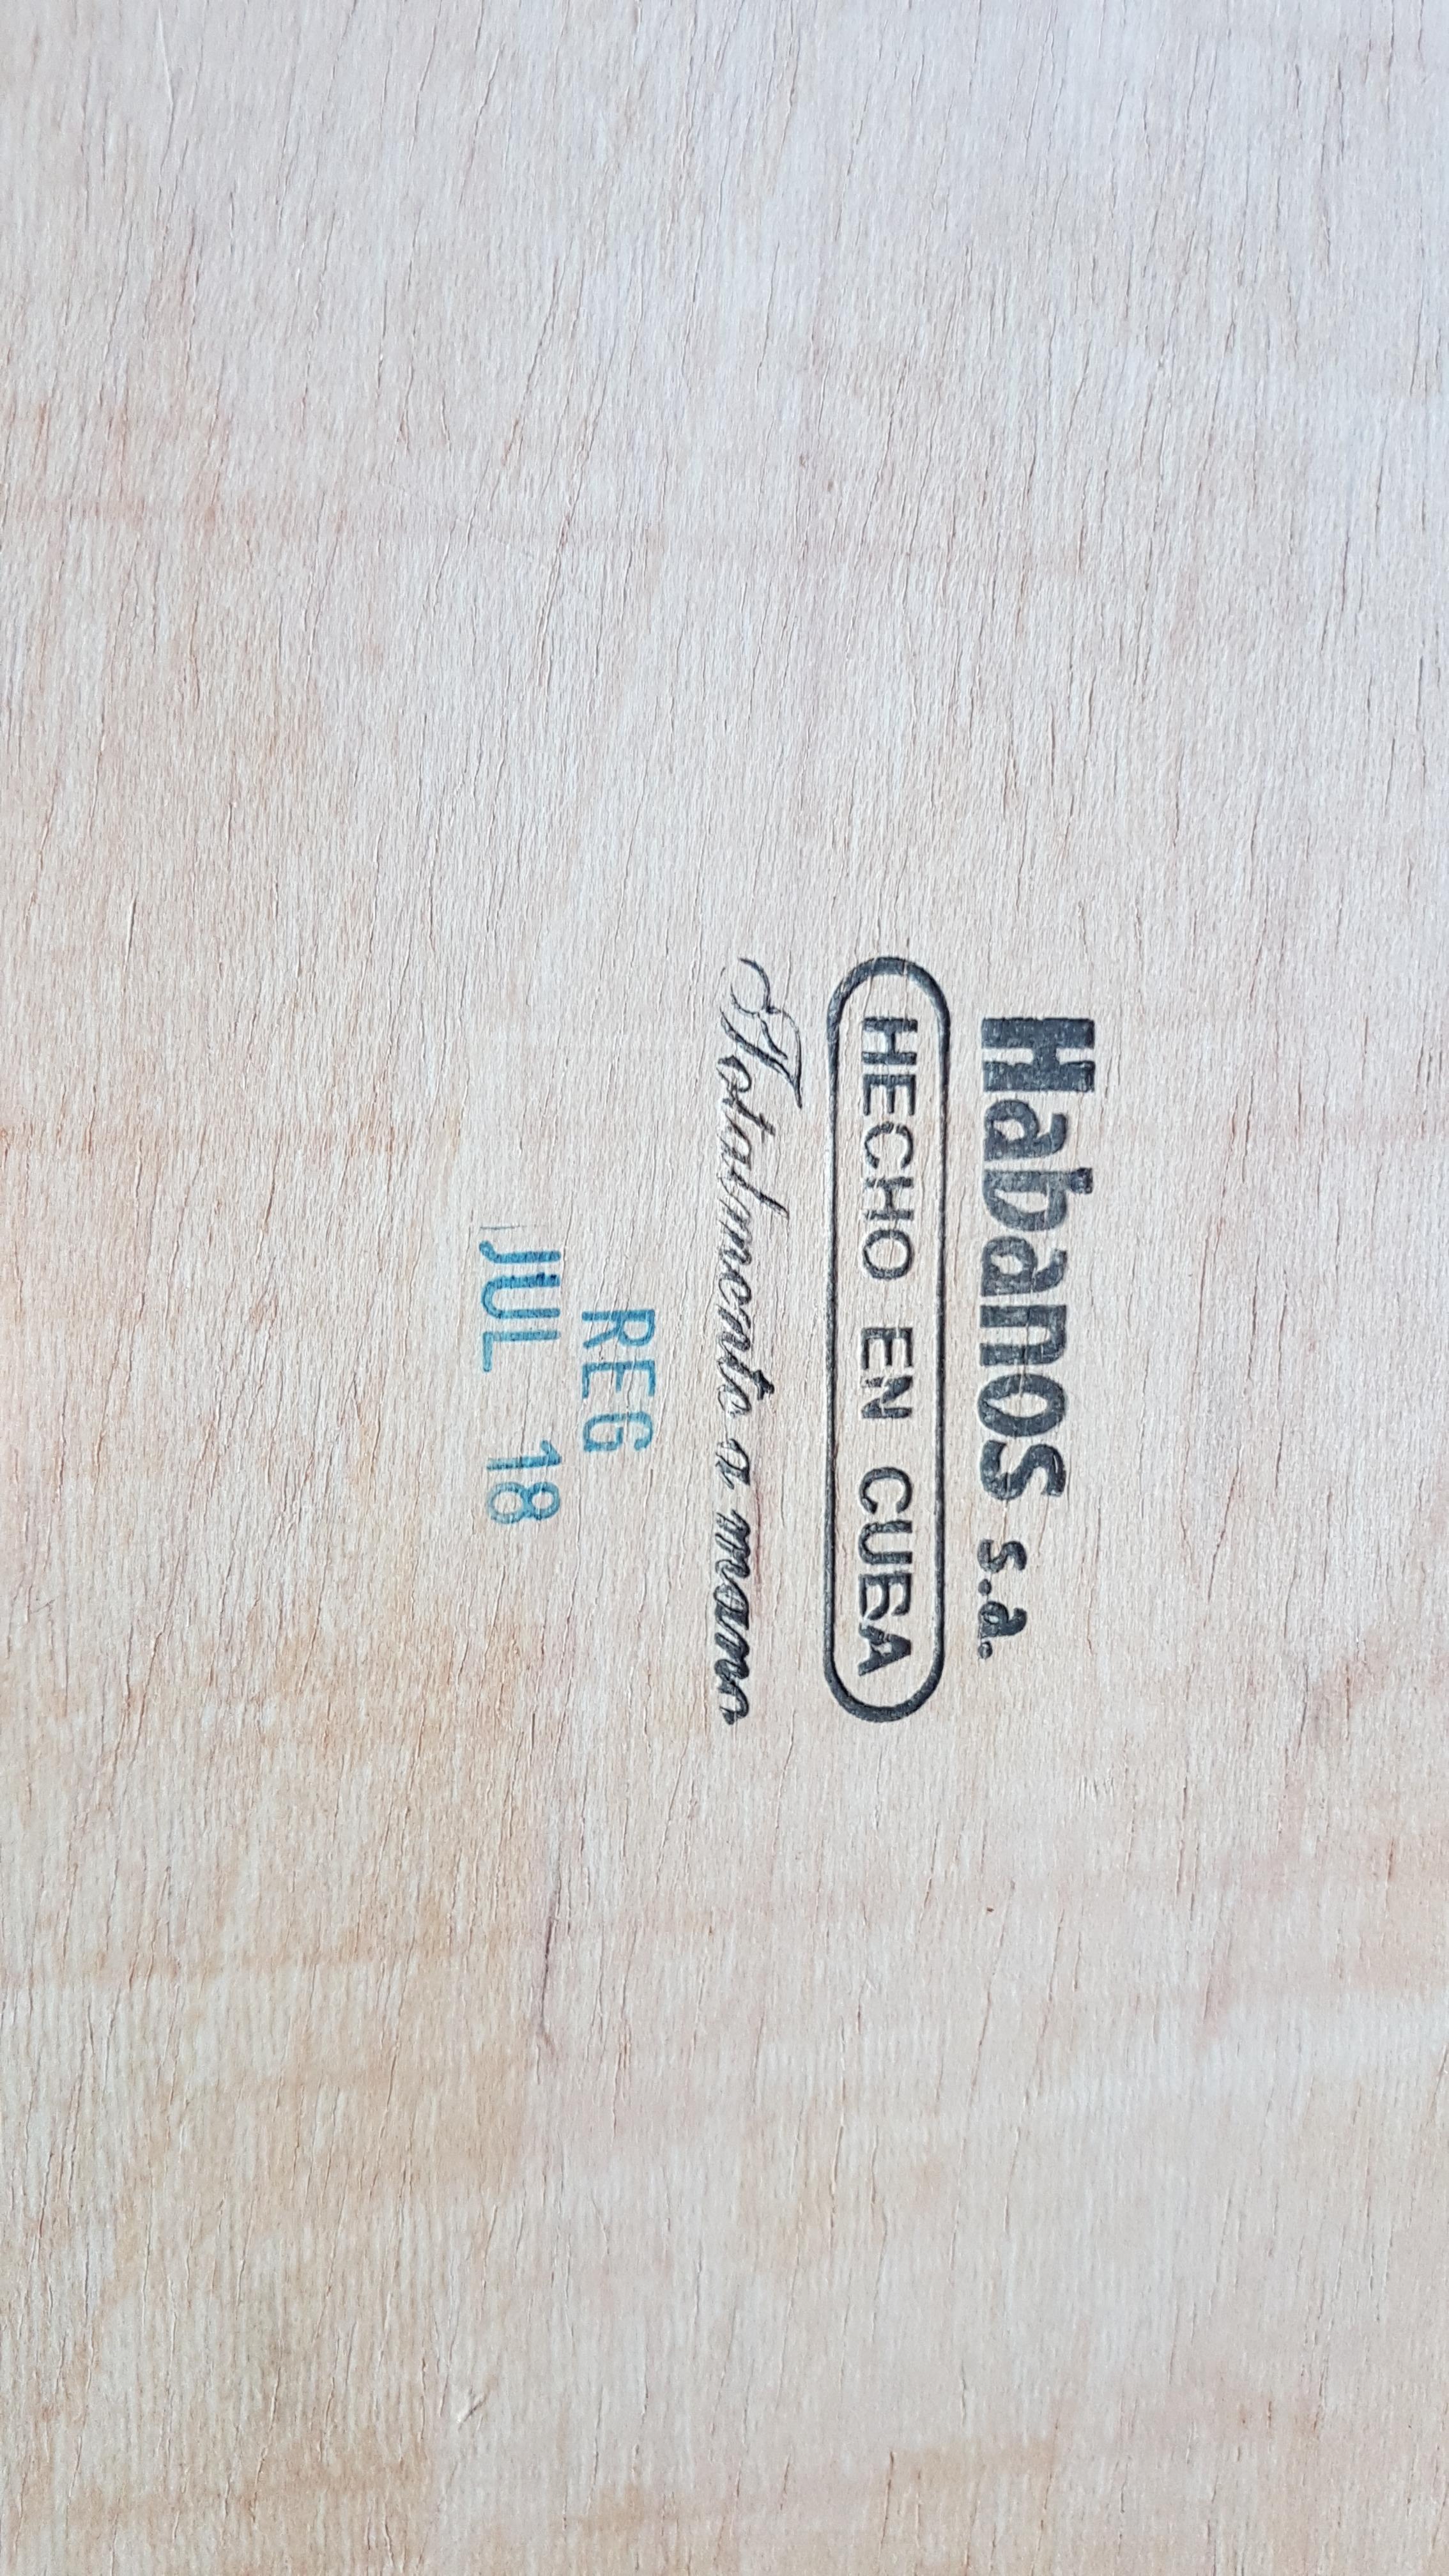 Habanos s.a.
HECHO EN CUBA
Totalmente a mano
REG
JUL 18